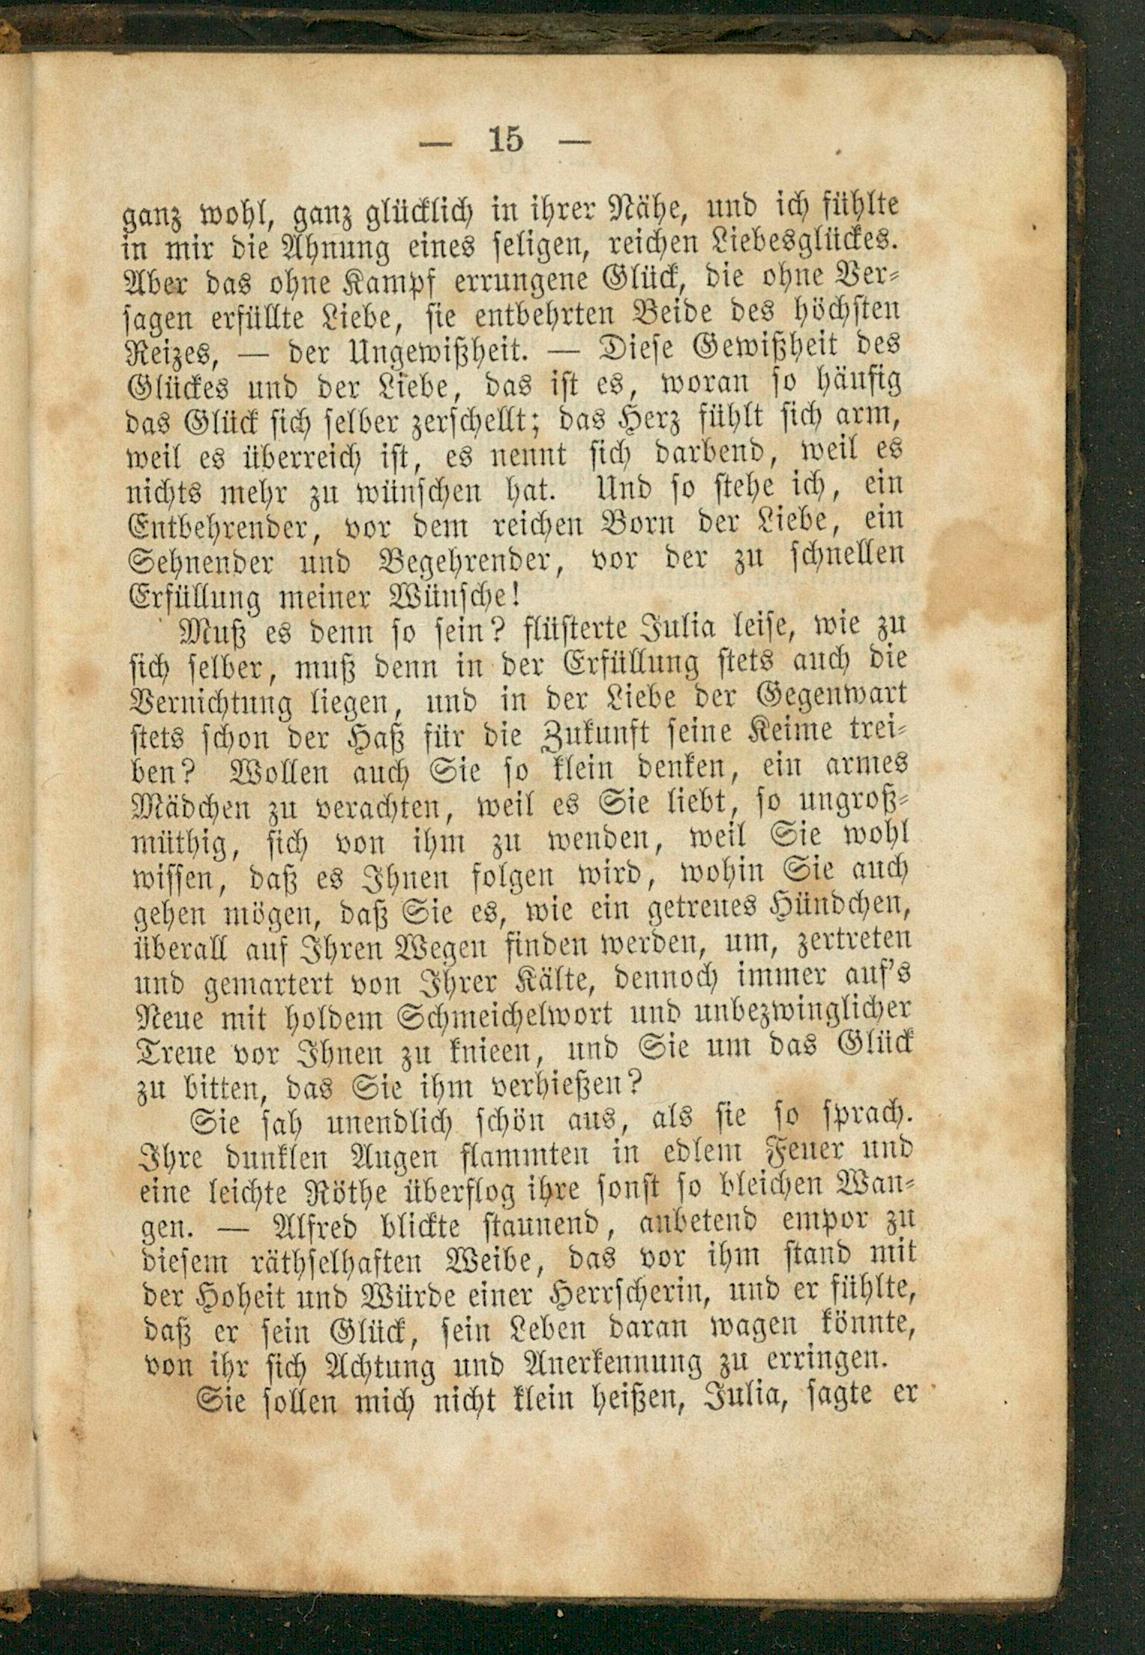 — 15 —
ganz wohl, ganz glücklich in ihrer Nähe, und ich fühlte
in mir die Ahnung eines seligen, reichen Liebesglückes.
Aber das ohne Kampf errungene Glück, die ohne Ver-
sagen erfüllte Liebe, sie entbehrten Beide des höchsten
Reizes, — der Ungewißheit. — Diese Gewißheit des
Glückes und der Liebe, das ist es, woran so häufig
das Glück sich selber zerschellt; das Herz fühlt sich arm,
weil es überreich ist, es nennt sich darbend, weil es
nichts mehr zu wünschen hat. Und so stehe ich, ein
Entbehrender, vor dem reichen Born der Liebe, ein
Sehnender und Begehrender, vor der zu schnellen
Erfüllung meiner Wünsche!
Muß es denn so sein? flüsterte Julia leise, wie zu
sich selber, muß denn in der Erfüllung stets auch die
Vernichtung liegen, und in der Liebe der Gegenwart
stets schon der Haß für die Zukunft seine Keime trei-
ben? Wollen auch Sie so klein denken, ein armes
Mädchen zu verachten, weil es Sie liebt, so ungroß-
müthig, sich von ihm zu wenden, weil Sie wohl
wissen, daß es Ihnen folgen wird, wohin Sie auch
gehen mögen, daß Sie es, wie ein getreues Hündchen,
überall auf Ihren Wegen finden werden, um, zertreten
und gemartert von Ihrer Kälte, dennoch immer auf's
Neue mit holdem Schmeichelwort und unbezwinglicher
Treue vor Ihnen zu knieen, und Sie um das Glück
zu bitten, das Sie ihm verhießen?
Sie sah unendlich schön aus, als sie so sprach.
Ihre dunklen Augen flammten in edlem Feuer und
eine leichte Röthe überflog ihre sonst so bleichen Wan-
gen. — Alfred blickte staunend, anbetend empor zu
diesem räthselhaften Weibe, das vor ihm stand mit
der Hoheit und Würde einer Herrscherin, und er fühlte,
daß er sein Glück, sein Leben daran wagen könnte,
von ihr sich Achtung und Anerkennung zu erringen.
Sie sollen mich nicht klein heißen, Julia, sagte er